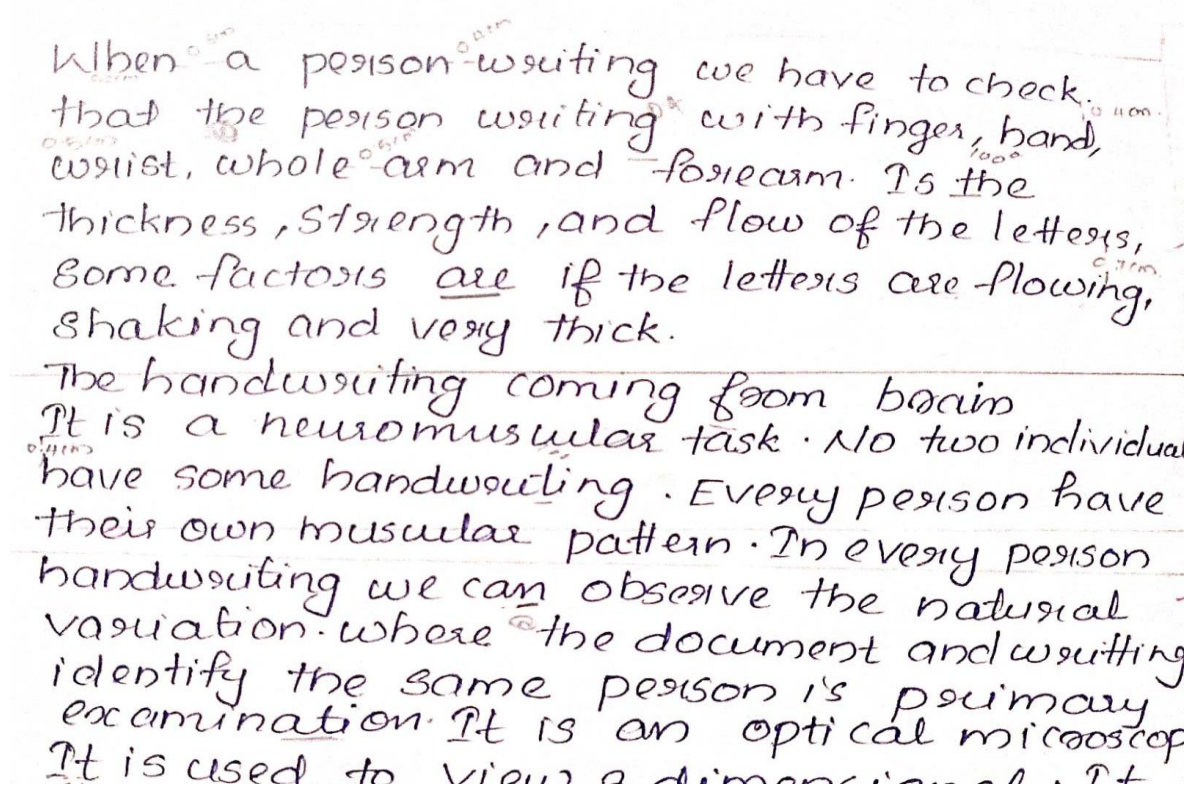 When a person writing we have to check.
that the person writing with finger, hand,
wrist, whole arm and forearm. Is the
thickness, strength, and flow of the letters,
Some factors are if the letters are flowing,
Shaking and very thick.
The handwriting coming from brain
It is a neuromuscular task. No two individual
have some handwriting. Every person have
their own muscular pattern. In every person
handwriting we can observe the natural
variation. where the document and writting
identify the same person is primary
examination. It is an optical microscop
It is used to view a dimensional. It